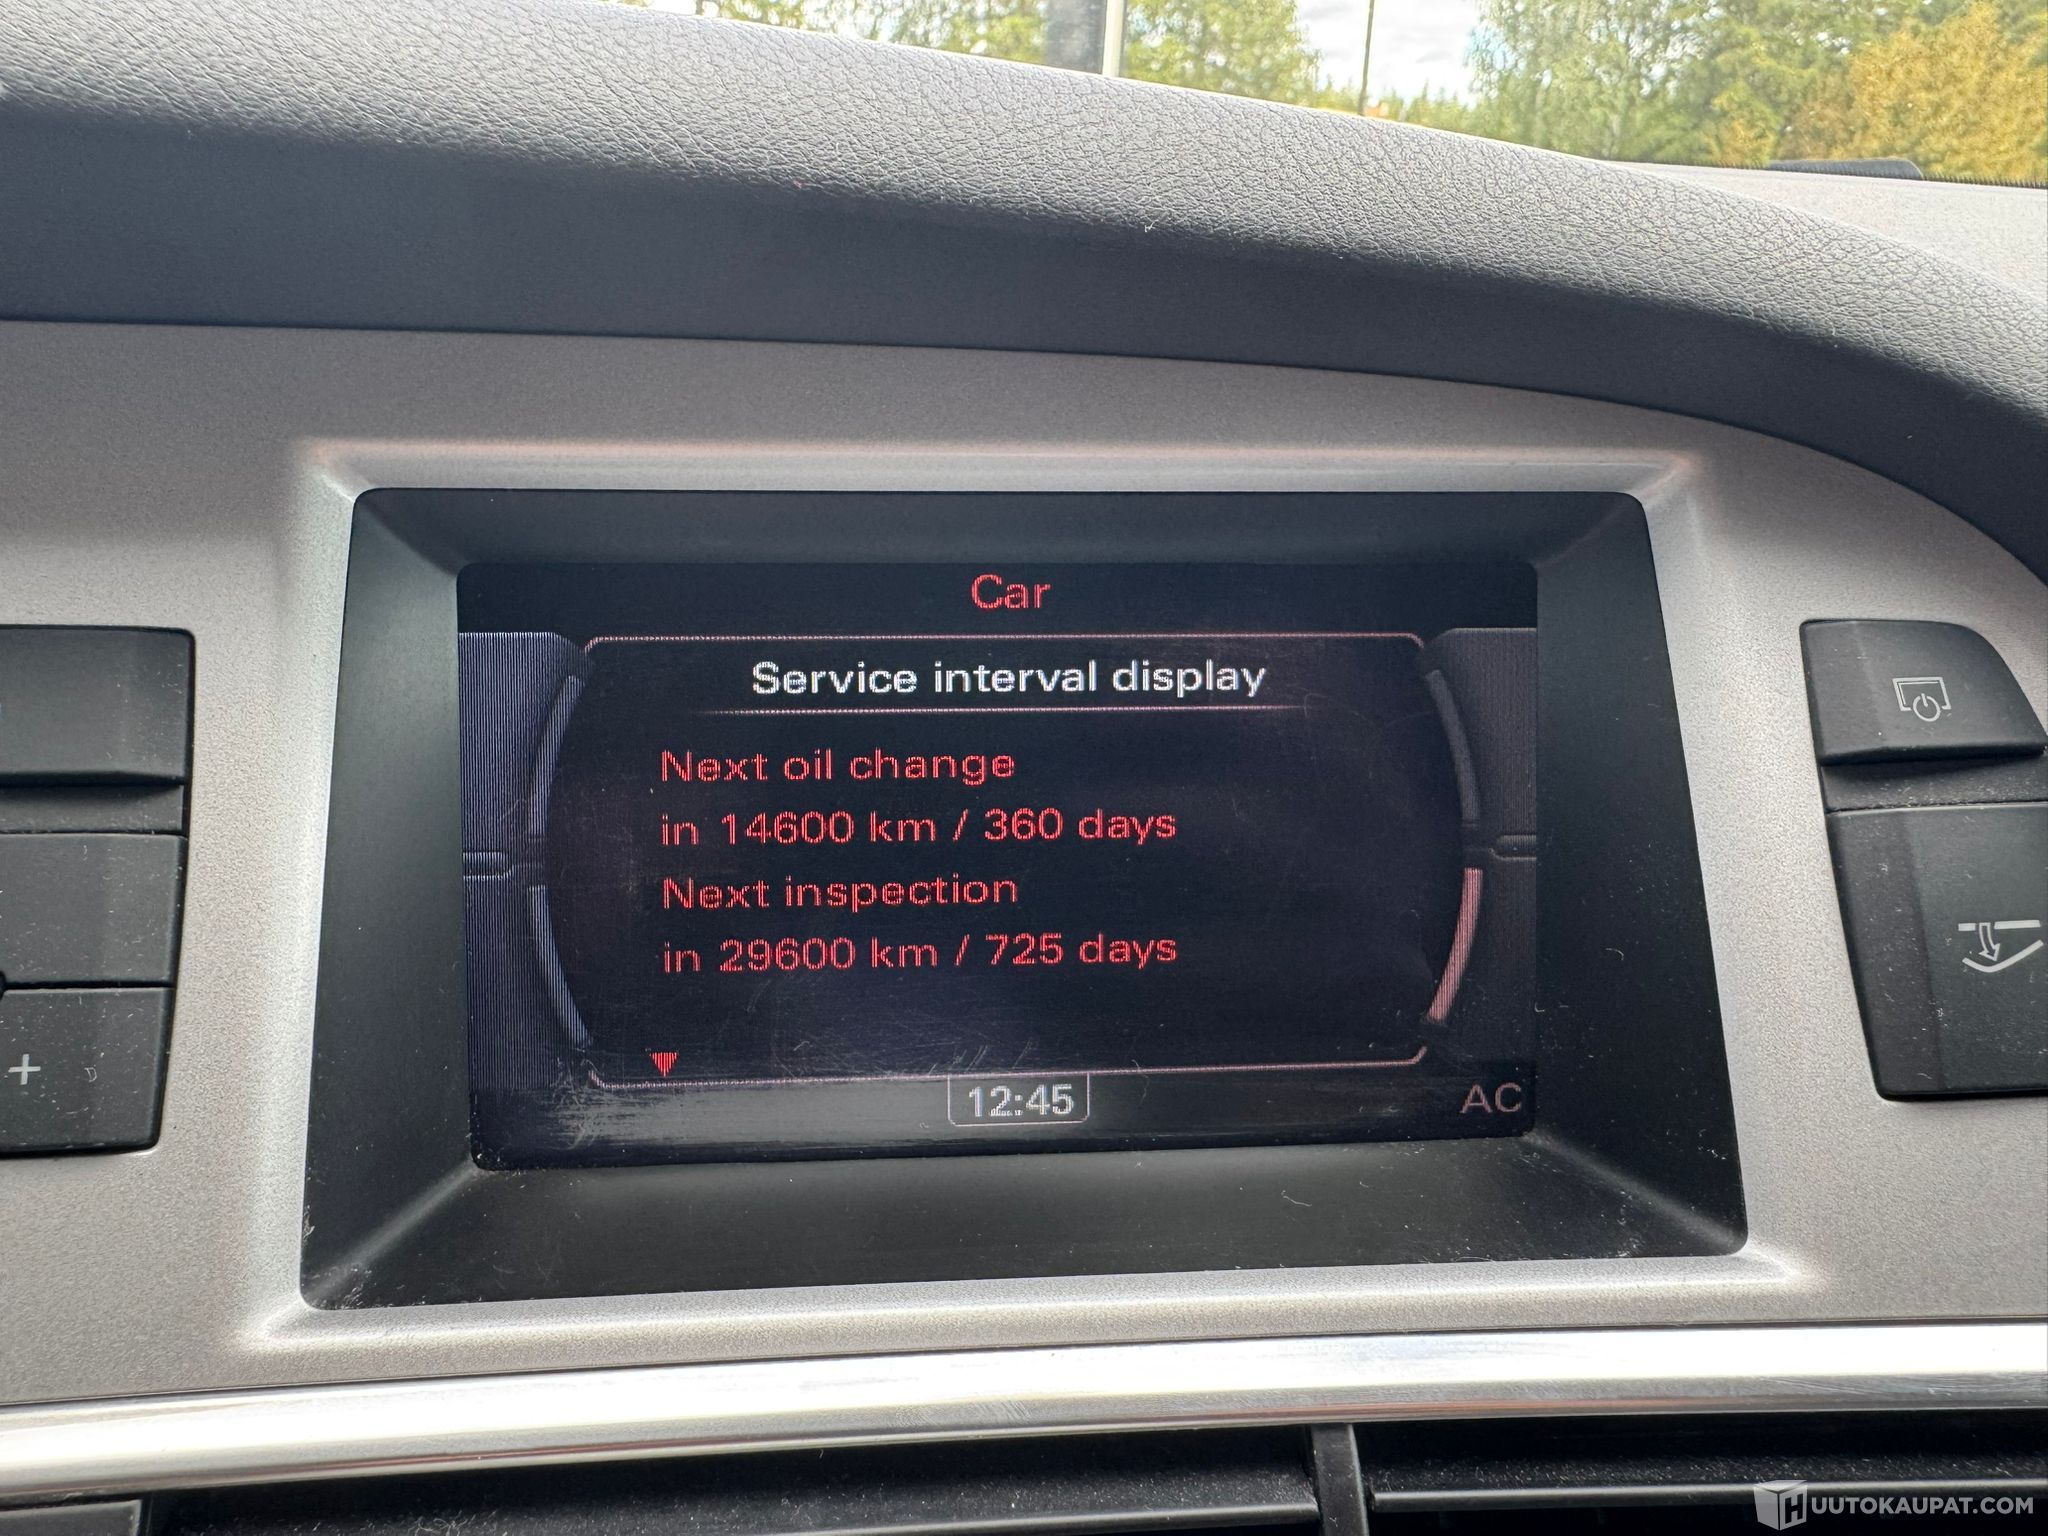 Car
Service interval display
Next oil change
in 14600 km / 360 days
Next inspection
in 29600 km / 725 days
12:45
AC
+
HUUTOKAUPAT.COM